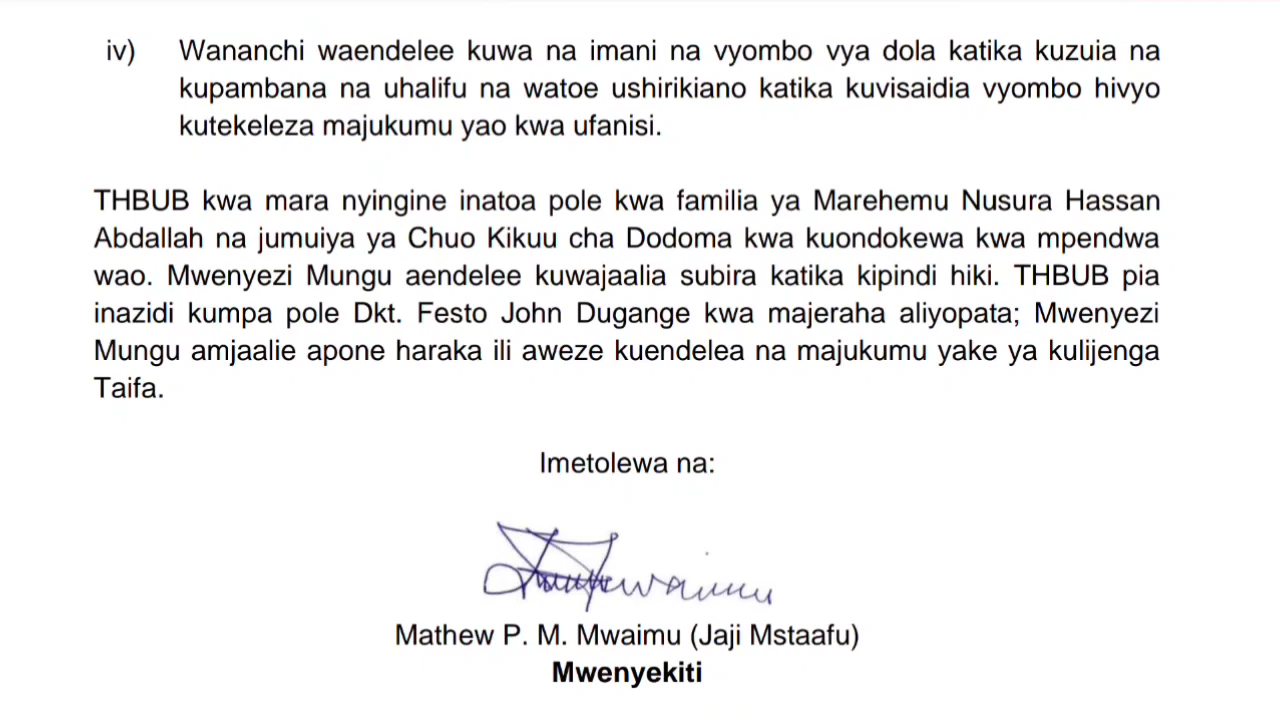 iv) Wananchi waendelee kuwa na imani na vyombo vya dola katika kuzuia na
kupambana na uhalifu na watoe ushirikiano katika kuvisaidia vyombo hivyo
kutekeleza majukumu yao kwa ufanisi.
THBUB kwa mara nyingine inatoa pole kwa familia ya Marehemu Nusura Hassan
Abdallah na jumuiya ya Chuo Kikuu cha Dodoma kwa kuondokewa kwa mpendwa
wao. Mwenyezi Mungu aendelee kuwajaalia subira katika kipindi hiki. THBUB pia
inazidi kumpa pole Dkt. Festo John Dugange kwa majeraha aliyopata; Mwenyezi
Mungu amjaalie apone haraka ili aweze kuendelea na majukumu yake ya kulijenga
Taifa.
Imetolewa na:
Mathew P. M. Mwaimu (Jaji Mstaafu)
Mwenyekiti